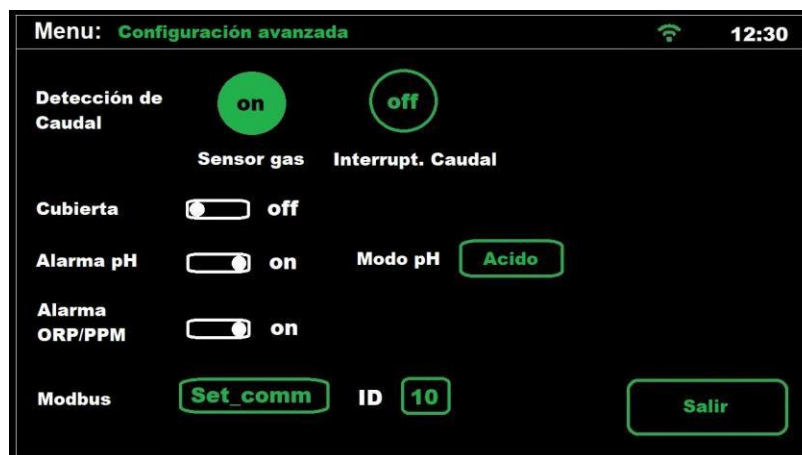 Menu: Configuración avanzada 12:30
Detección de
Caudal
on off
Sensor gas Interrupt. Caudal
Cubierta off
Alarma pH on Modo pH Acido
Alarma
ORP/PPM on
Modbus Set_comm ID 10 Salir